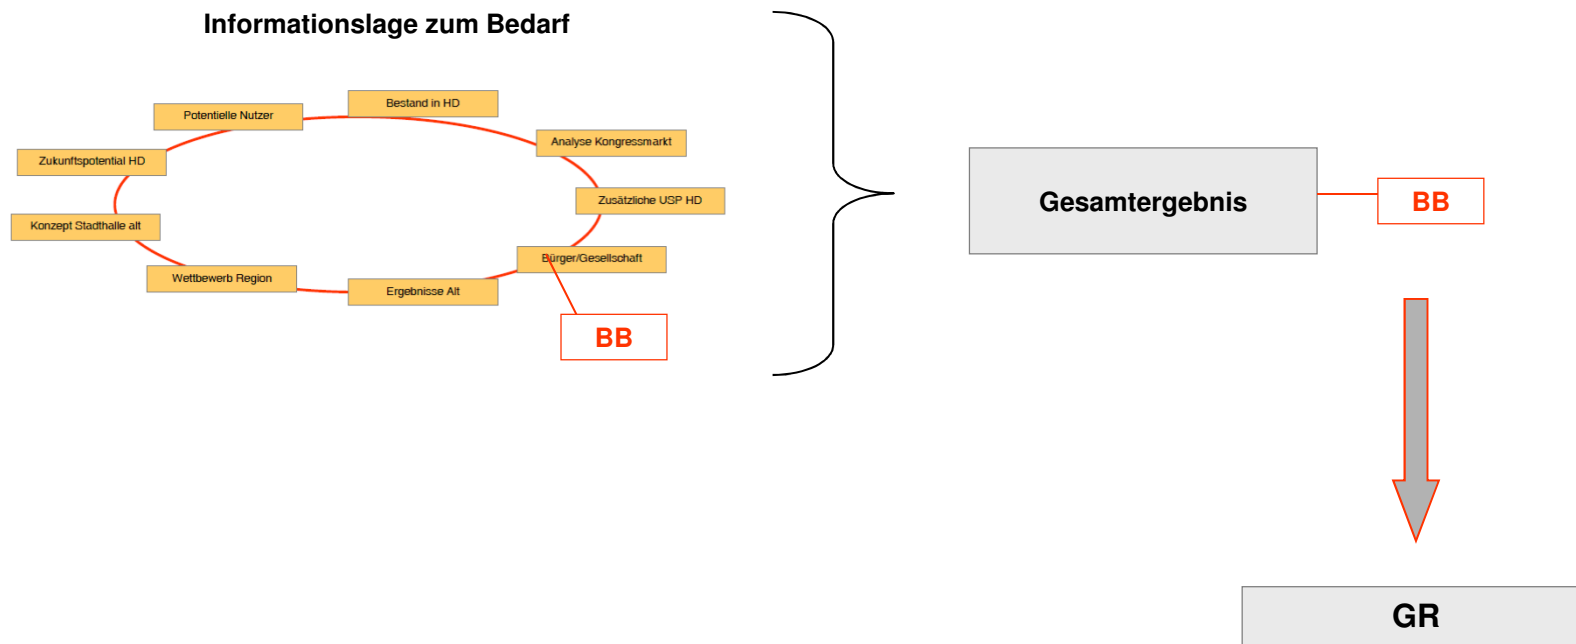 Informationslage zum Bedarf
Bestand in HD
Potentielle Nutzer
Analyse Kongressmarkt
Zukunftspotential HD
Zusätzliche USP HD
Konzept Stadthalle alt
Bürger/Gesellschaft
Wettbewerb Region
Ergebnisse Alt
BB
Gesamtergebnis
BB
GR